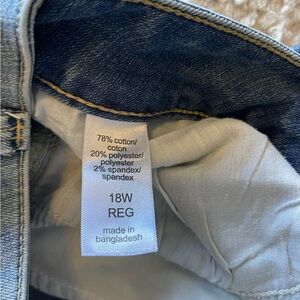 78% cotton/
coton
20% polyester/
polyester
2% spandex/
spandex
18W
REG
made in
bangladesh